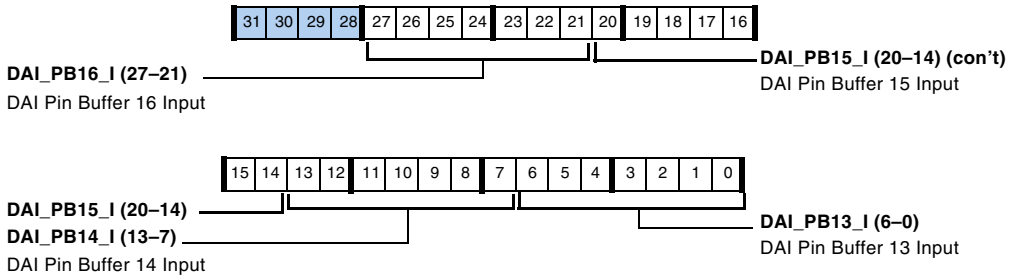 31 30 29 28 27 26 25 24 23 22 21 20 19 18 17 16
DAI_PB16_I (27–21)
DAI Pin Buffer 16 Input
DAI_PB15_I (20–14) (con't)
DAI Pin Buffer 15 Input
15 14 13 12 11 10 9 8 7 6 5 4 3 2 1 0
DAI_PB15_I (20–14)
DAI_PB14_I (13–7)
DAI Pin Buffer 14 Input
DAI_PB13_I (6–0)
DAI Pin Buffer 13 Input